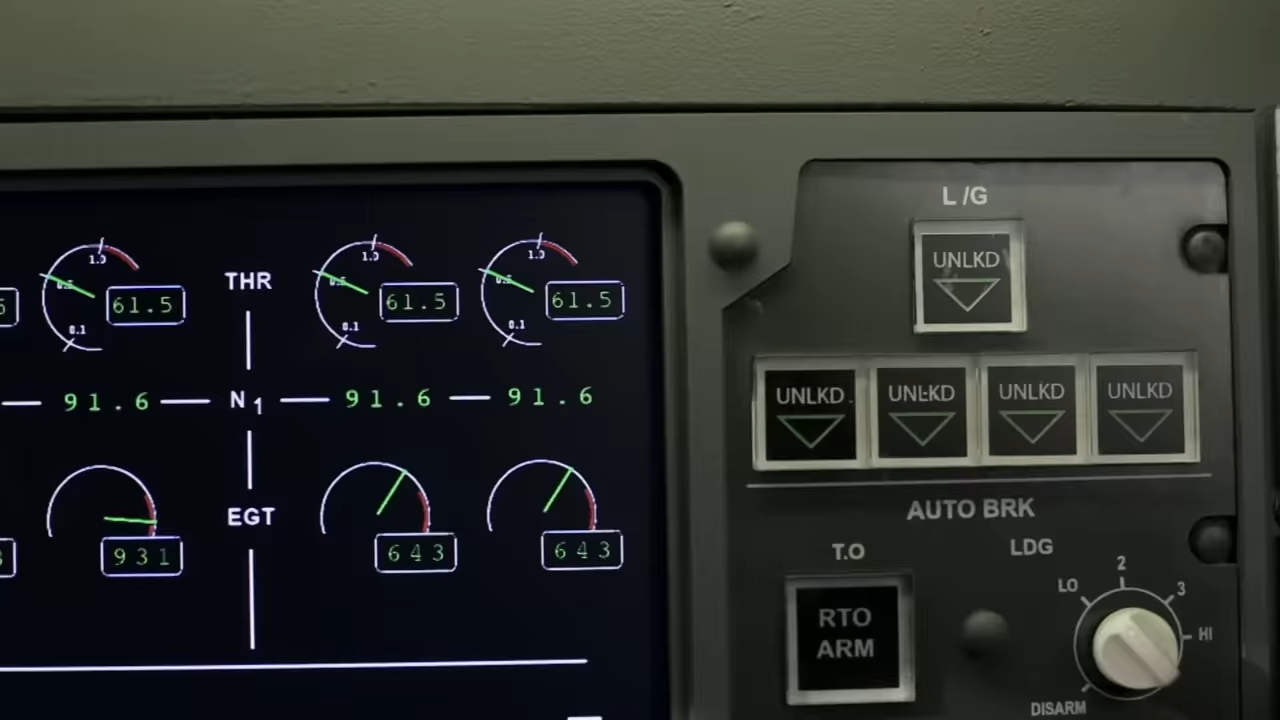 L/G
UNLKD
1.0 1.0 1.0
THR
0.5 0.5
61.5 61.5 61.5
0.1 0.1 0.1
UNLKD UNLKD UNLKD UNLKD
91.6 N1 91.6 91.6
AUTO BRK
EGT
T.O LDG
931 643 643
2
LO 3
RTO
ARM
HI
DISARM